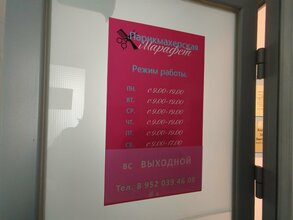 Парикмахерская
Марафет
Режим работы.
ПН. с 9.00-19.00
ВТ. с 9.00-19.00
СР. с 9.00-19.00
ЧТ. с 9.00-19.00
ПТ. с 9.00-19.00
СБ. с 9.00-17.00
ВС ВЫХОДНОЙ
Тел. 8 952 039 46 08